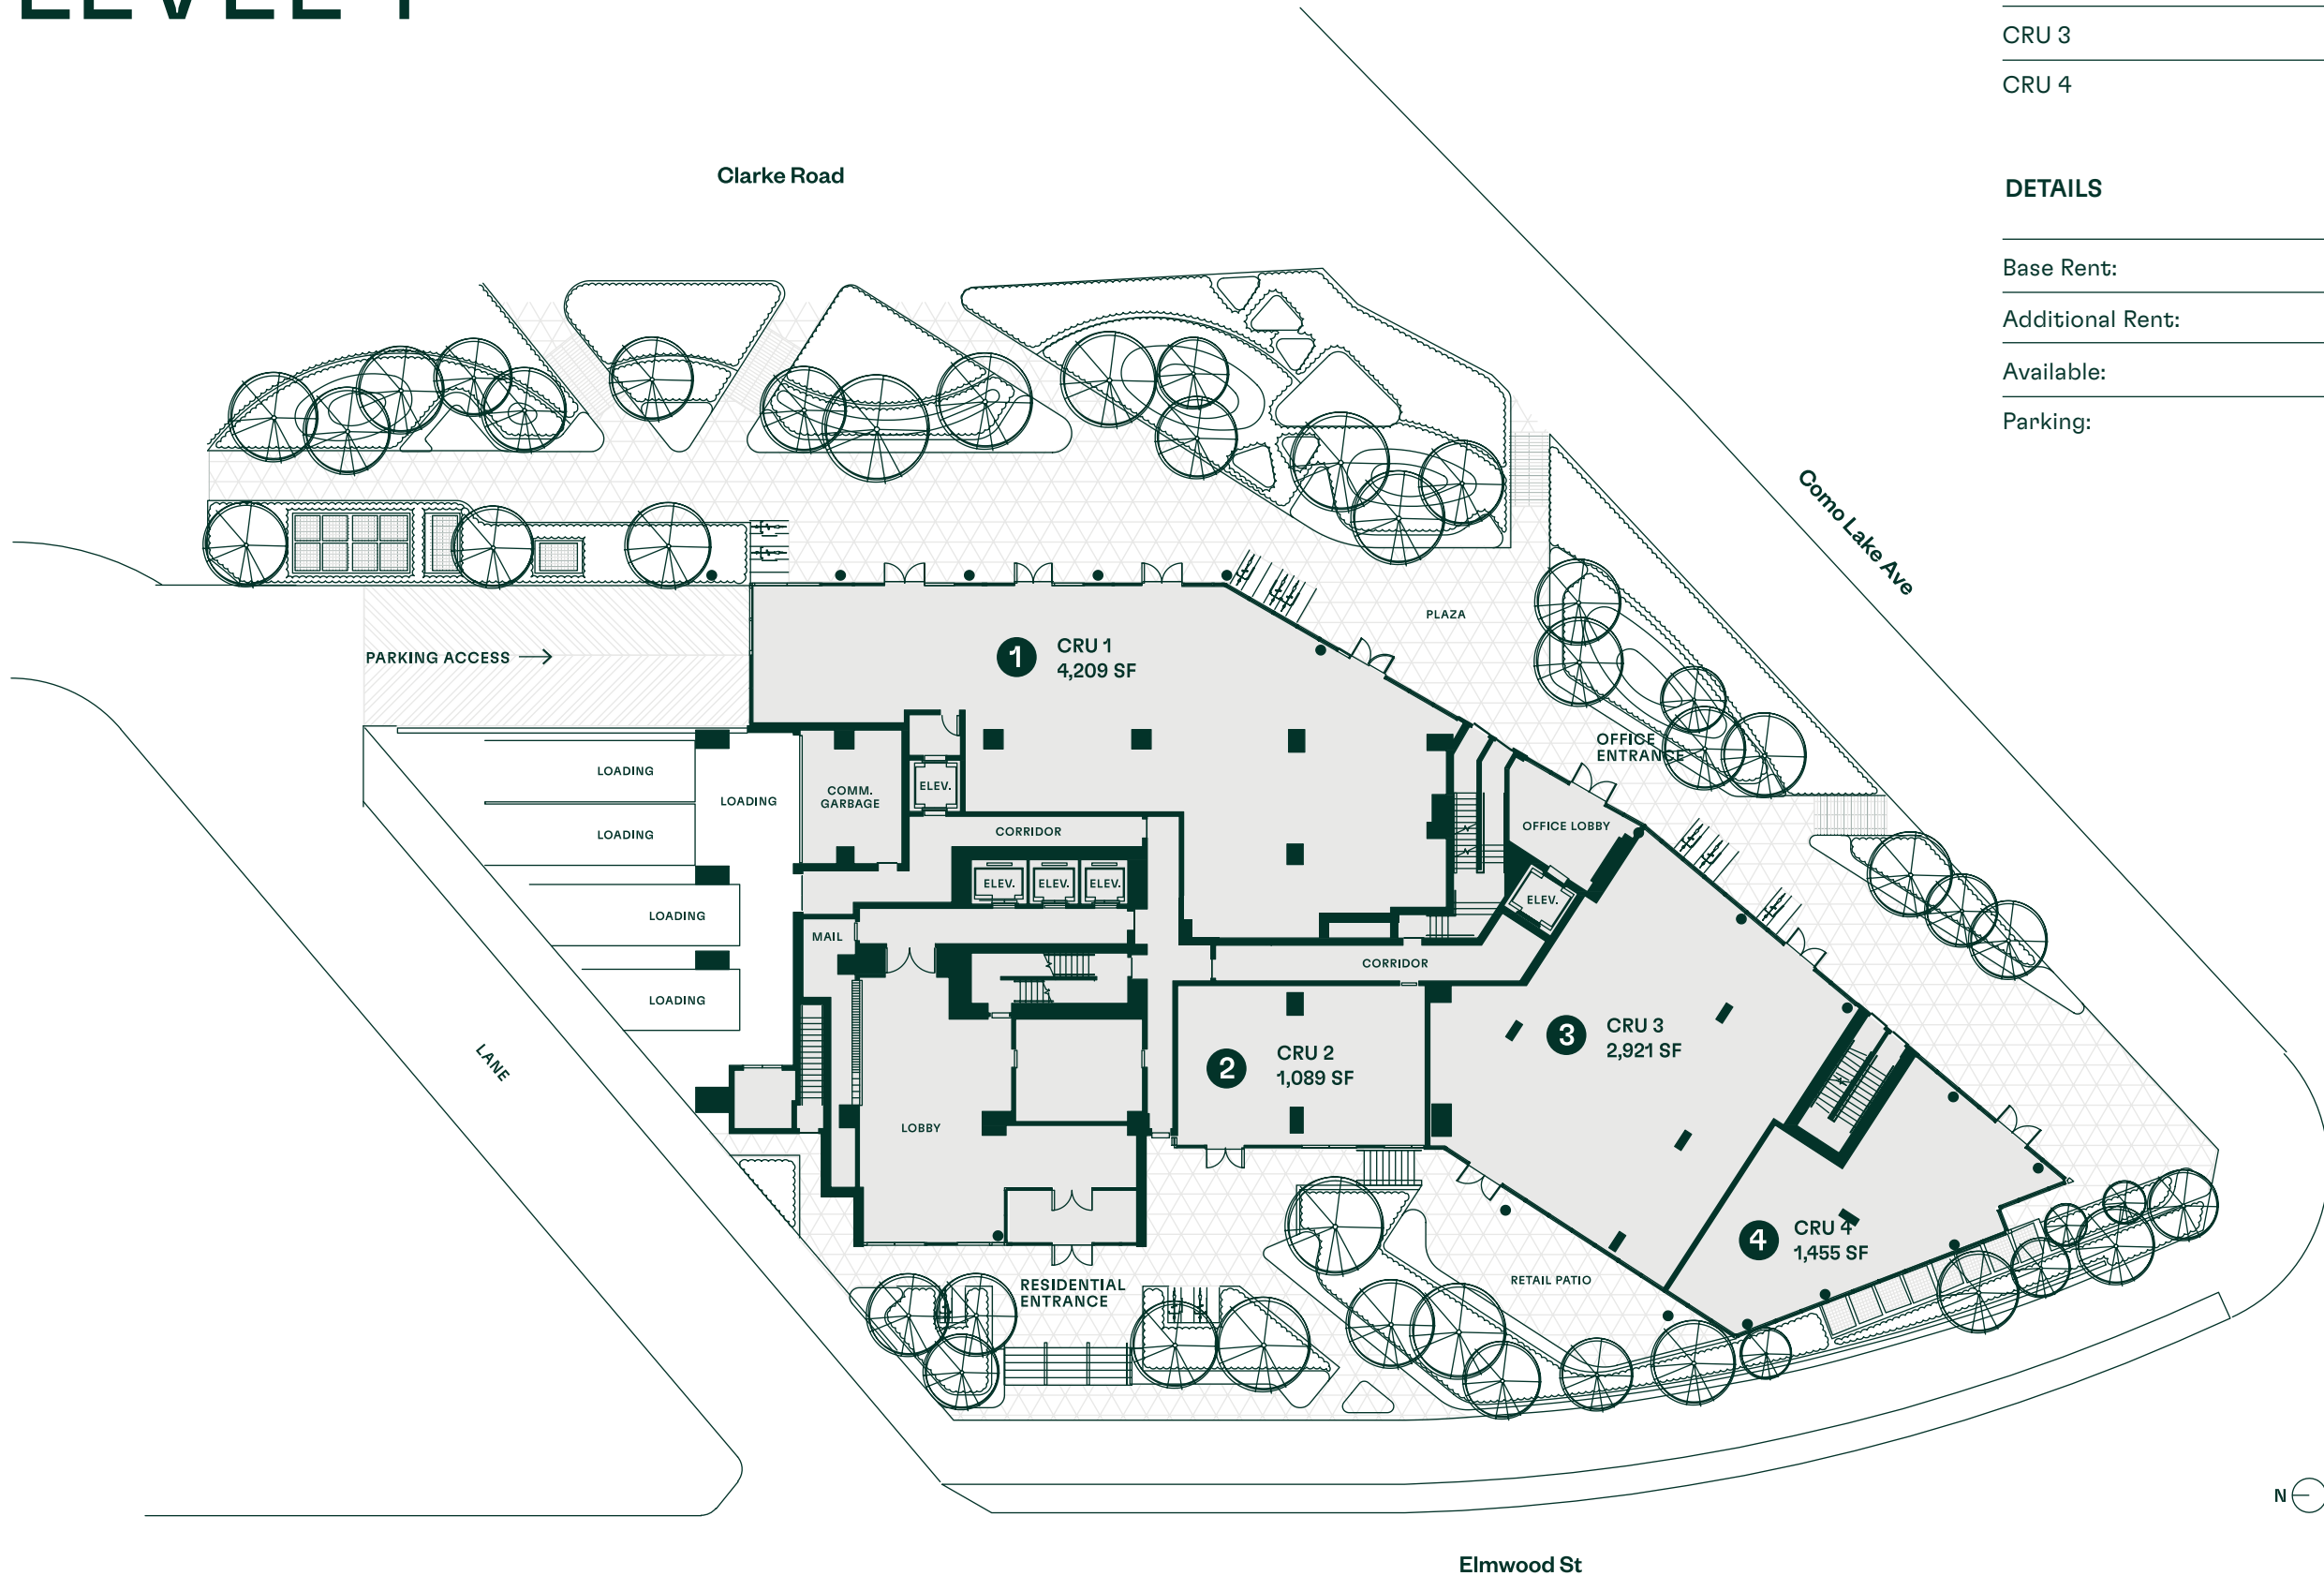 LEVEL 1
CRU 3
CRU 4
DETAILS
Base Rent:
Additional Rent:
Available:
Parking:
Clarke Road
Como Lake Ave
PLAZA
PARKING ACCESS
1
CRU 1
4,209 SF
OFFICE
ENTRANCE
LOADING
LOADING
LOADING
COMM.
GARBAGE
ELEV.
CORRIDOR
OFFICE LOBBY
ELEV.
ELEV.
ELEV.
ELEV.
LOADING
MAIL
CORRIDOR
LOADING
LANE
2
CRU 2
1,089 SF
3
CRU 3
2,921 SF
LOBBY
4
CRU 4
1,455 SF
RETAIL PATIO
RESIDENTIAL
ENTRANCE
N
Elmwood St